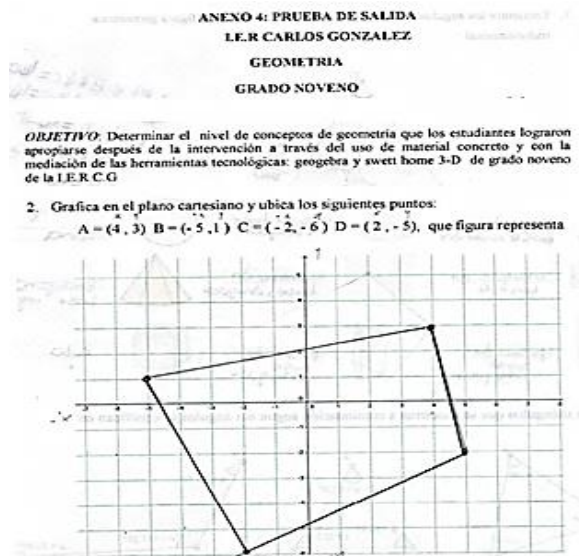 ANEXO 4: PRUEBA DE SALIDA
I.E.R CARLOS GONZALEZ
GEOMETRIA
GRADO NOVENO
OBJETIVO: Determinar el nivel de conceptos de geometría que los estudiantes lograron
apropiarse después de la intervención a través del uso de material concreto y con la
mediación de las herramientas tecnológicas: geogebra y swett home 3-D de grado noveno
de la I.E.R C.G
2. Grafica en el plano cartesiano y ubica los siguientes puntos:
A = (4 , 3) B = (- 5 ,1 ) C = ( - 2, - 6 ) D = ( 2 , - 5), que figura representa